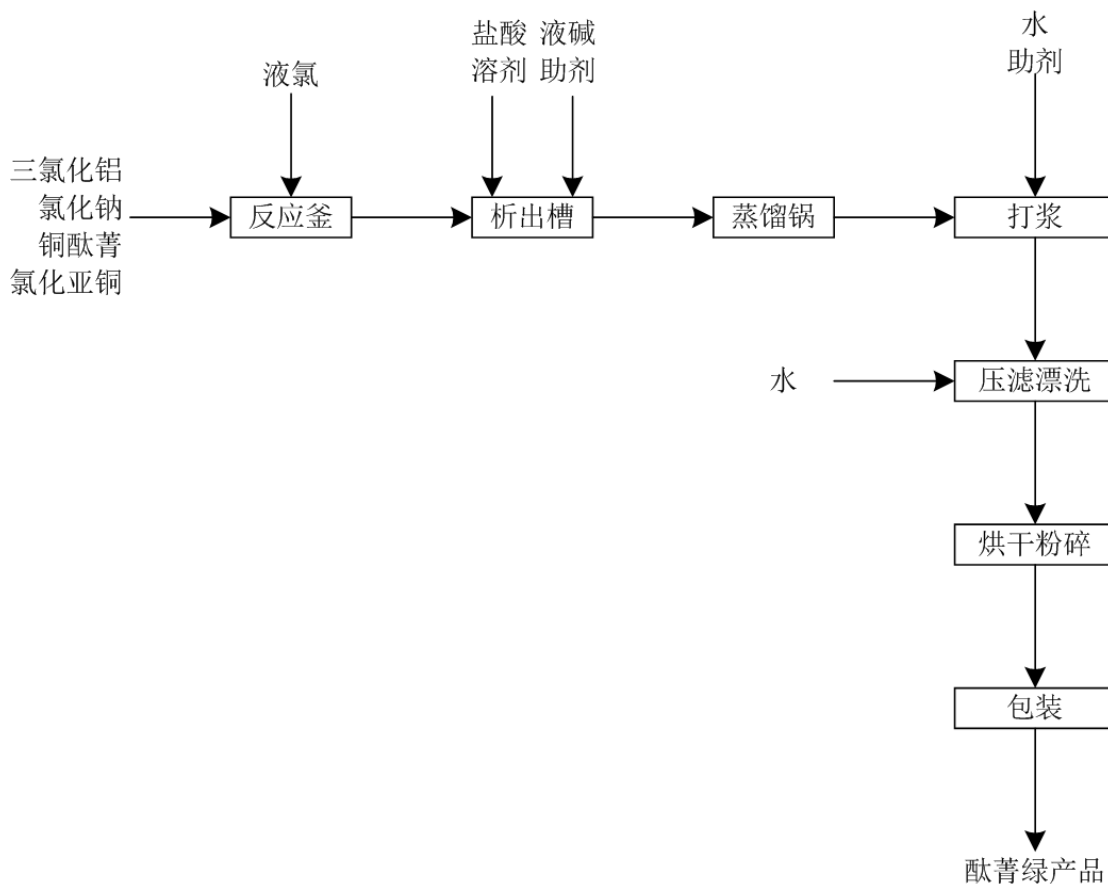 盐酸 液碱
溶剂 助剂
水
助剂
液氯
三氯化铝
氯化钠
铜酞菁
氯化亚铜
反应釜
析出槽
蒸馏锅
打浆
水
压滤漂洗
烘干粉碎
包装
酞菁绿产品